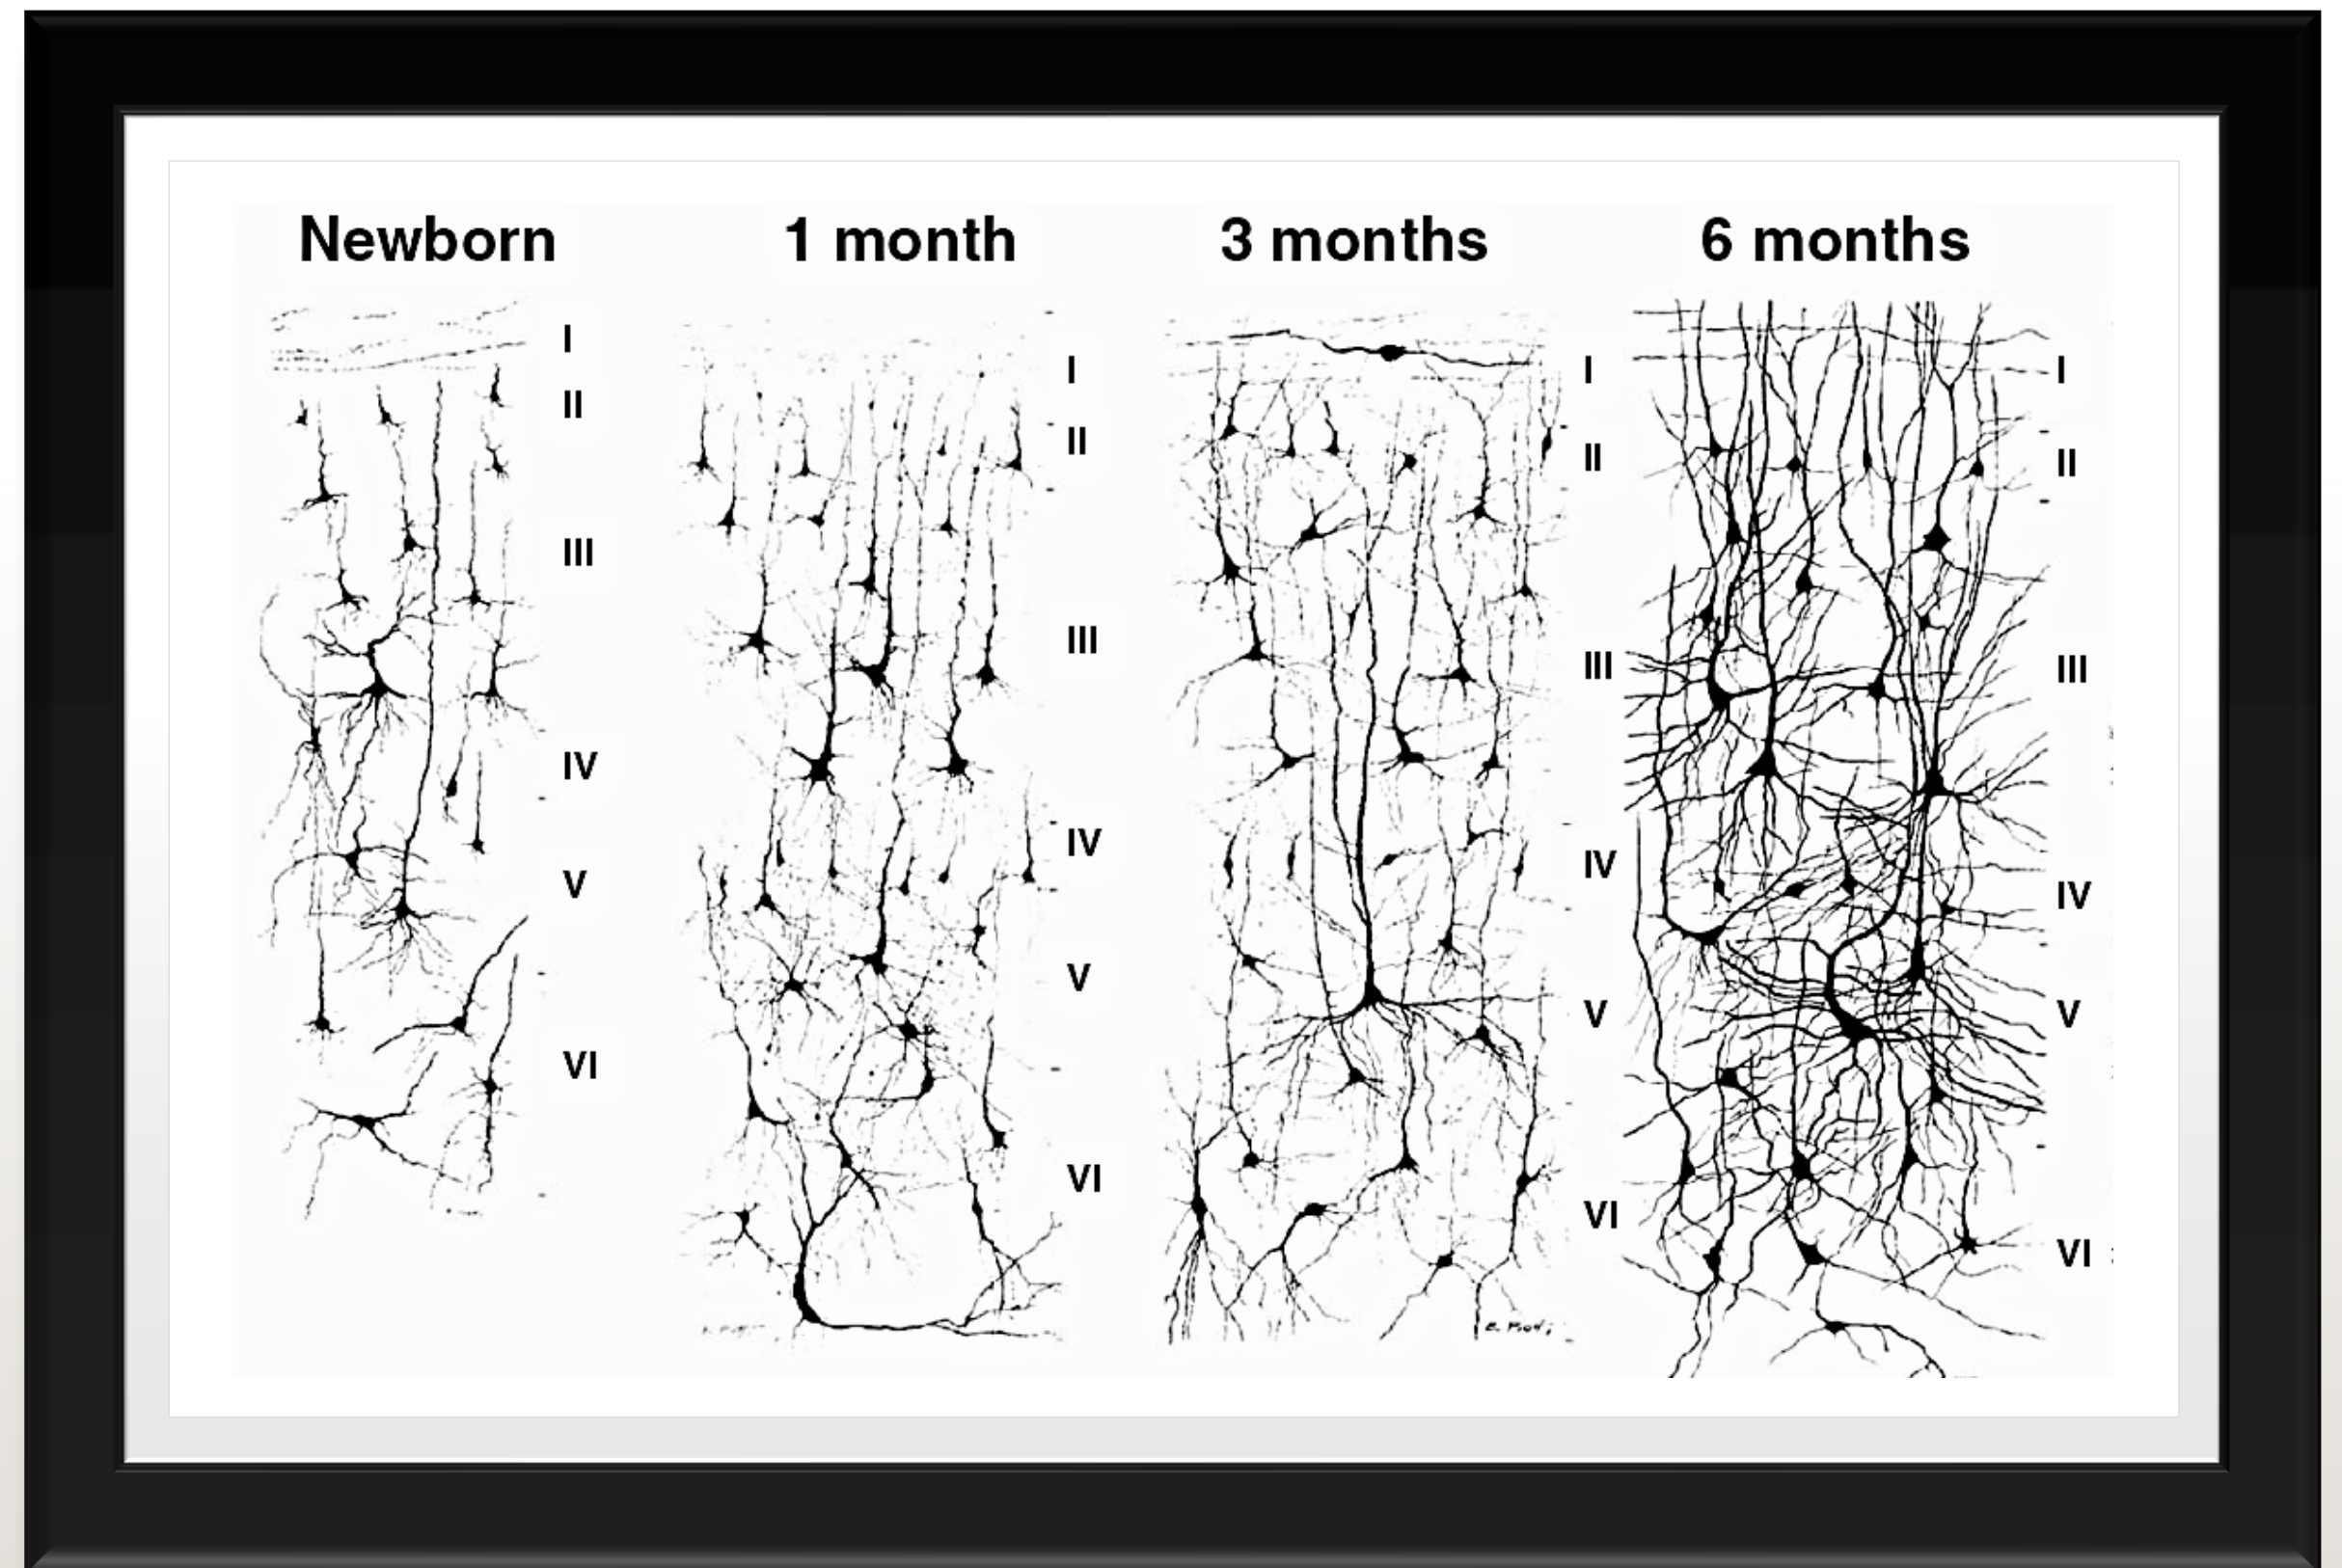 Newborn 1 month 3 months 6 months
I
I I I
II
II II II
III
III III III
IV
IV IV IV
V
V V V
VI
VI VI VI